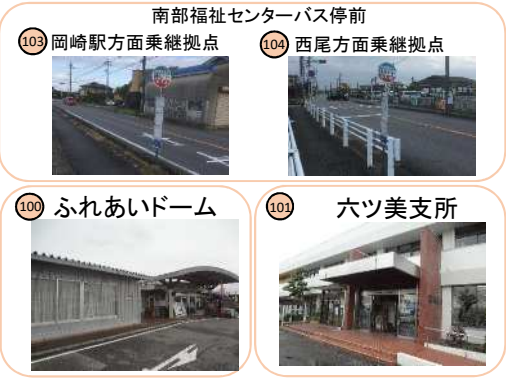 南部福祉センターバス停前
103 岡崎駅方面乗継拠点
104 西尾方面乗継拠点
100 ふれあいドーム
101 六ツ美支所